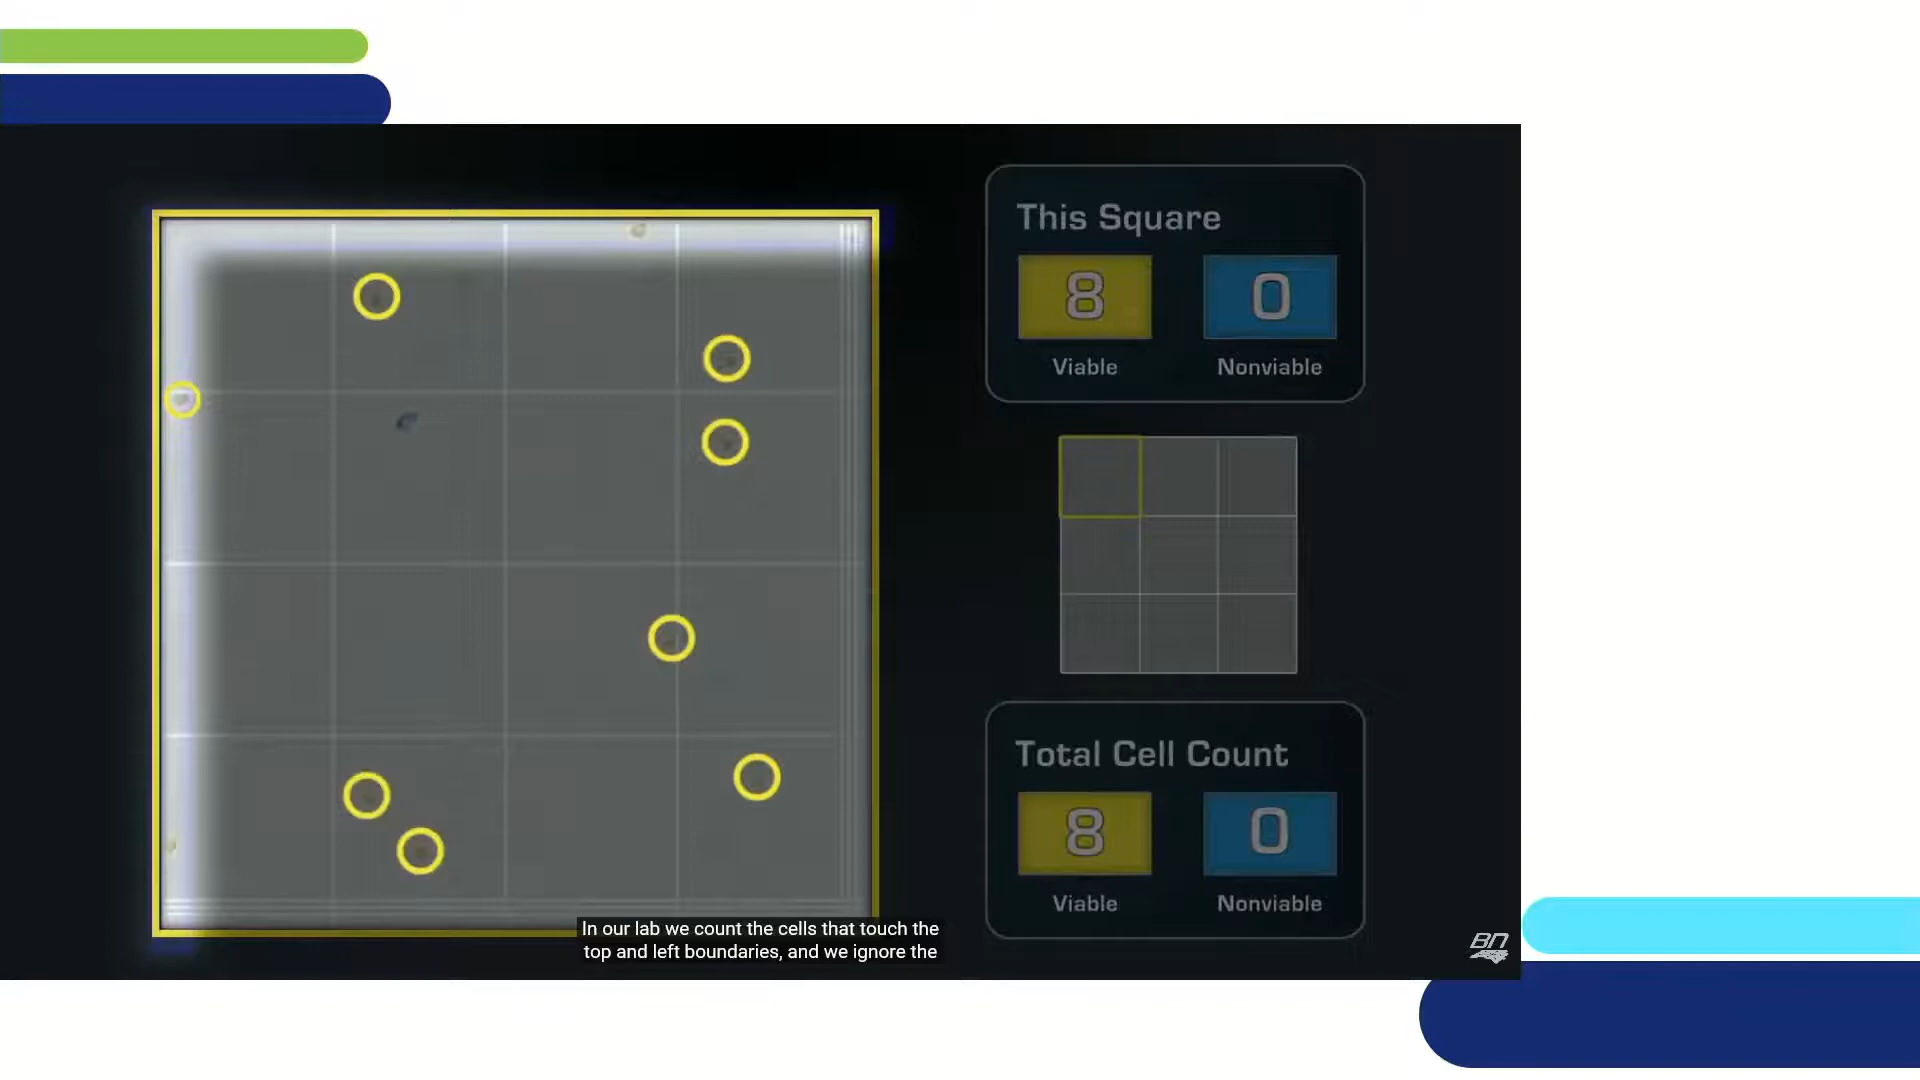 This Square
8
0
Viable
Nonviable
Total Cell Count
8
0
Viable
Nonviable
In our lab we count the cells that touch the
top and left boundaries, and we ignore the
BN